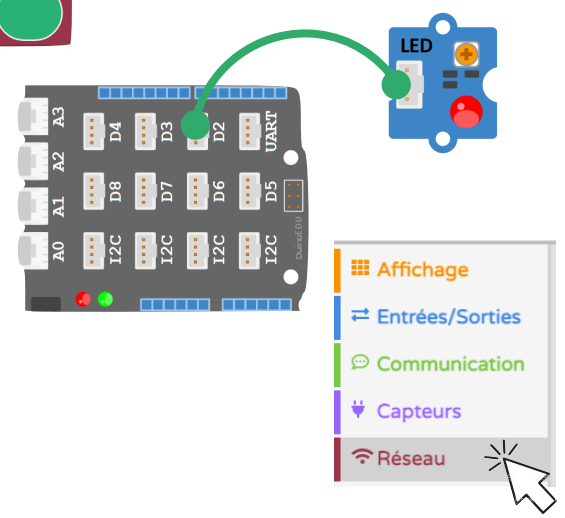 LED
A3
D4
D3
D2
UART
A2
D8
D7
D6
D5
A1
A0
I2C
I2C
I2C
I2C
DuinoEDU
Affichage
Entrées/Sorties
Communication
Capteurs
Réseau